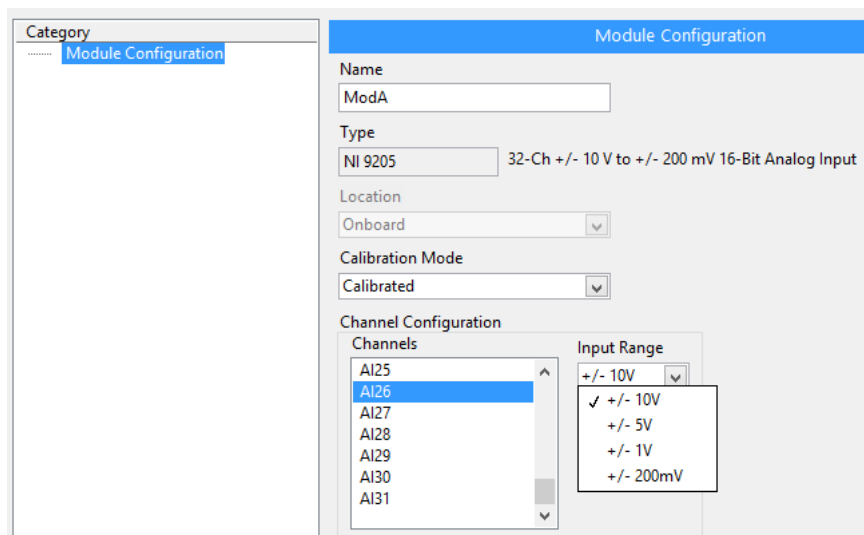 Category
Module Configuration
Module Configuration
Name
ModA
Type
NI 9205
32-Ch +/- 10 V to +/- 200 mV 16-Bit Analog Input
Location
Onboard
Calibration Mode
Calibrated
Channel Configuration
Channels
AI25
AI26
AI27
AI28
AI29
AI30
AI31
Input Range
+/- 10V
✓ +/- 10V
+/- 5V
+/- 1V
+/- 200mV